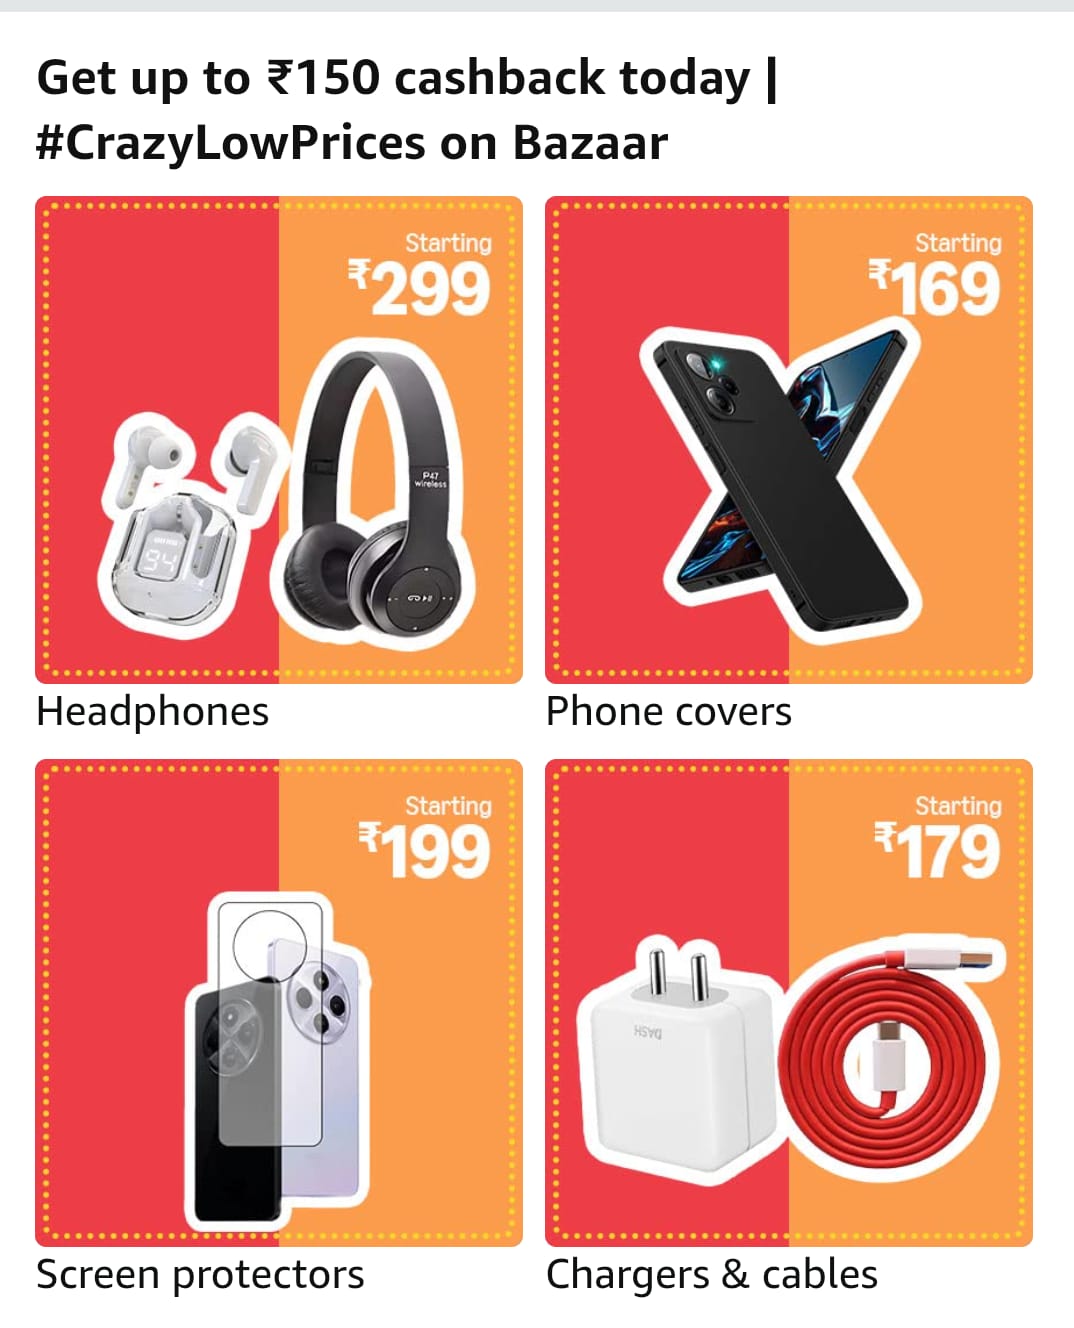 Get up to ₹150 cashback today |
#CrazyLowPrices on Bazaar
Starting
₹299
P47
wireless
94
Headphones
Starting
₹169
Phone covers
Starting
₹199
Screen protectors
Starting
₹179
DASH
Chargers & cables